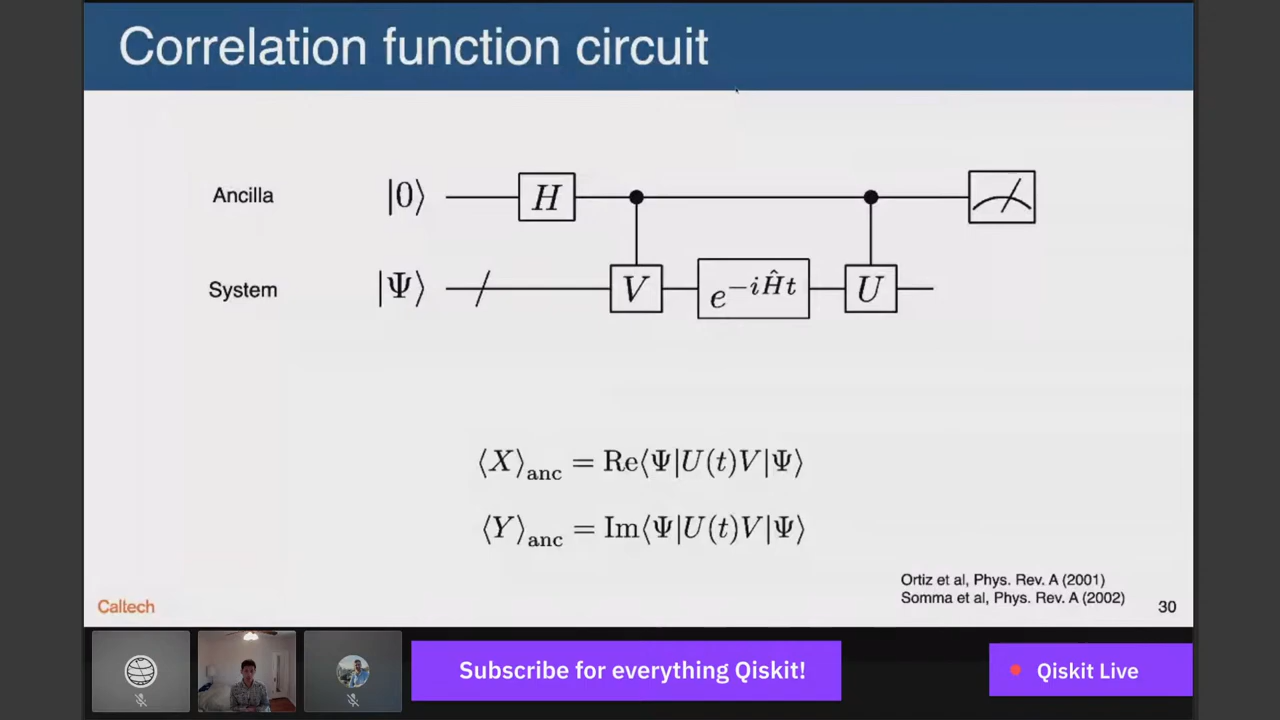 Correlation function circuit
Ancilla |0⟩ H
System |Ψ⟩ V e^{-iĤt} U
⟨X⟩_anc = Re⟨Ψ|U(t)V|Ψ⟩
⟨Y⟩_anc = Im⟨Ψ|U(t)V|Ψ⟩
Ortiz et al, Phys. Rev. A (2001)
Somma et al, Phys. Rev. A (2002)
Caltech
30
Subscribe for everything Qiskit!
Qiskit Live